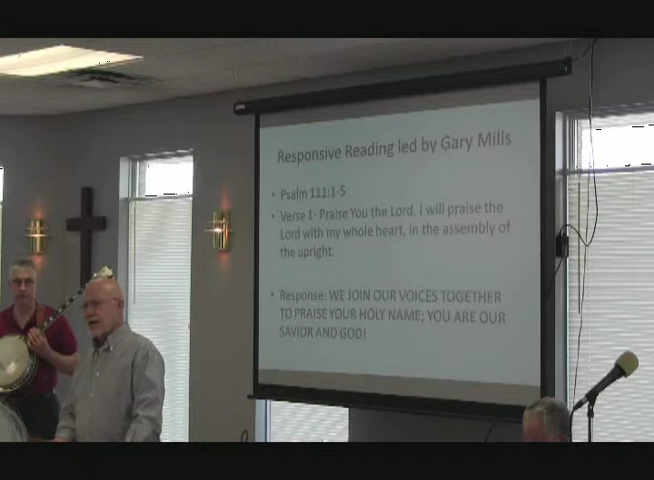 Responsive Reading led by Gary Mills
• Psalm 111:1-5
• Verse 1- Praise You the Lord. I will praise the
Lord with my whole heart, in the assembly of
the upright.
• Response: WE JOIN OUR VOICES TOGETHER
TO PRAISE YOUR HOLY NAME; YOU ARE OUR
SAVIOR AND GOD!